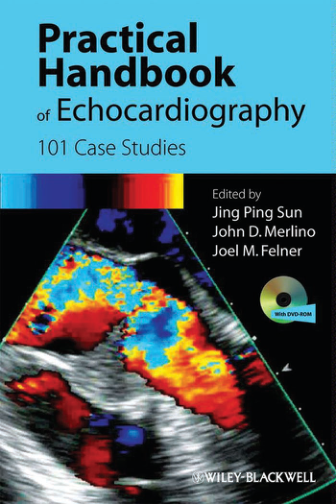 Practical
Handbook
of Echocardiography
101 Case Studies
Edited by
Jing Ping Sun
John D. Merlino
Joel M. Felner
With DVD-ROM
WILEY-BLACKWELL